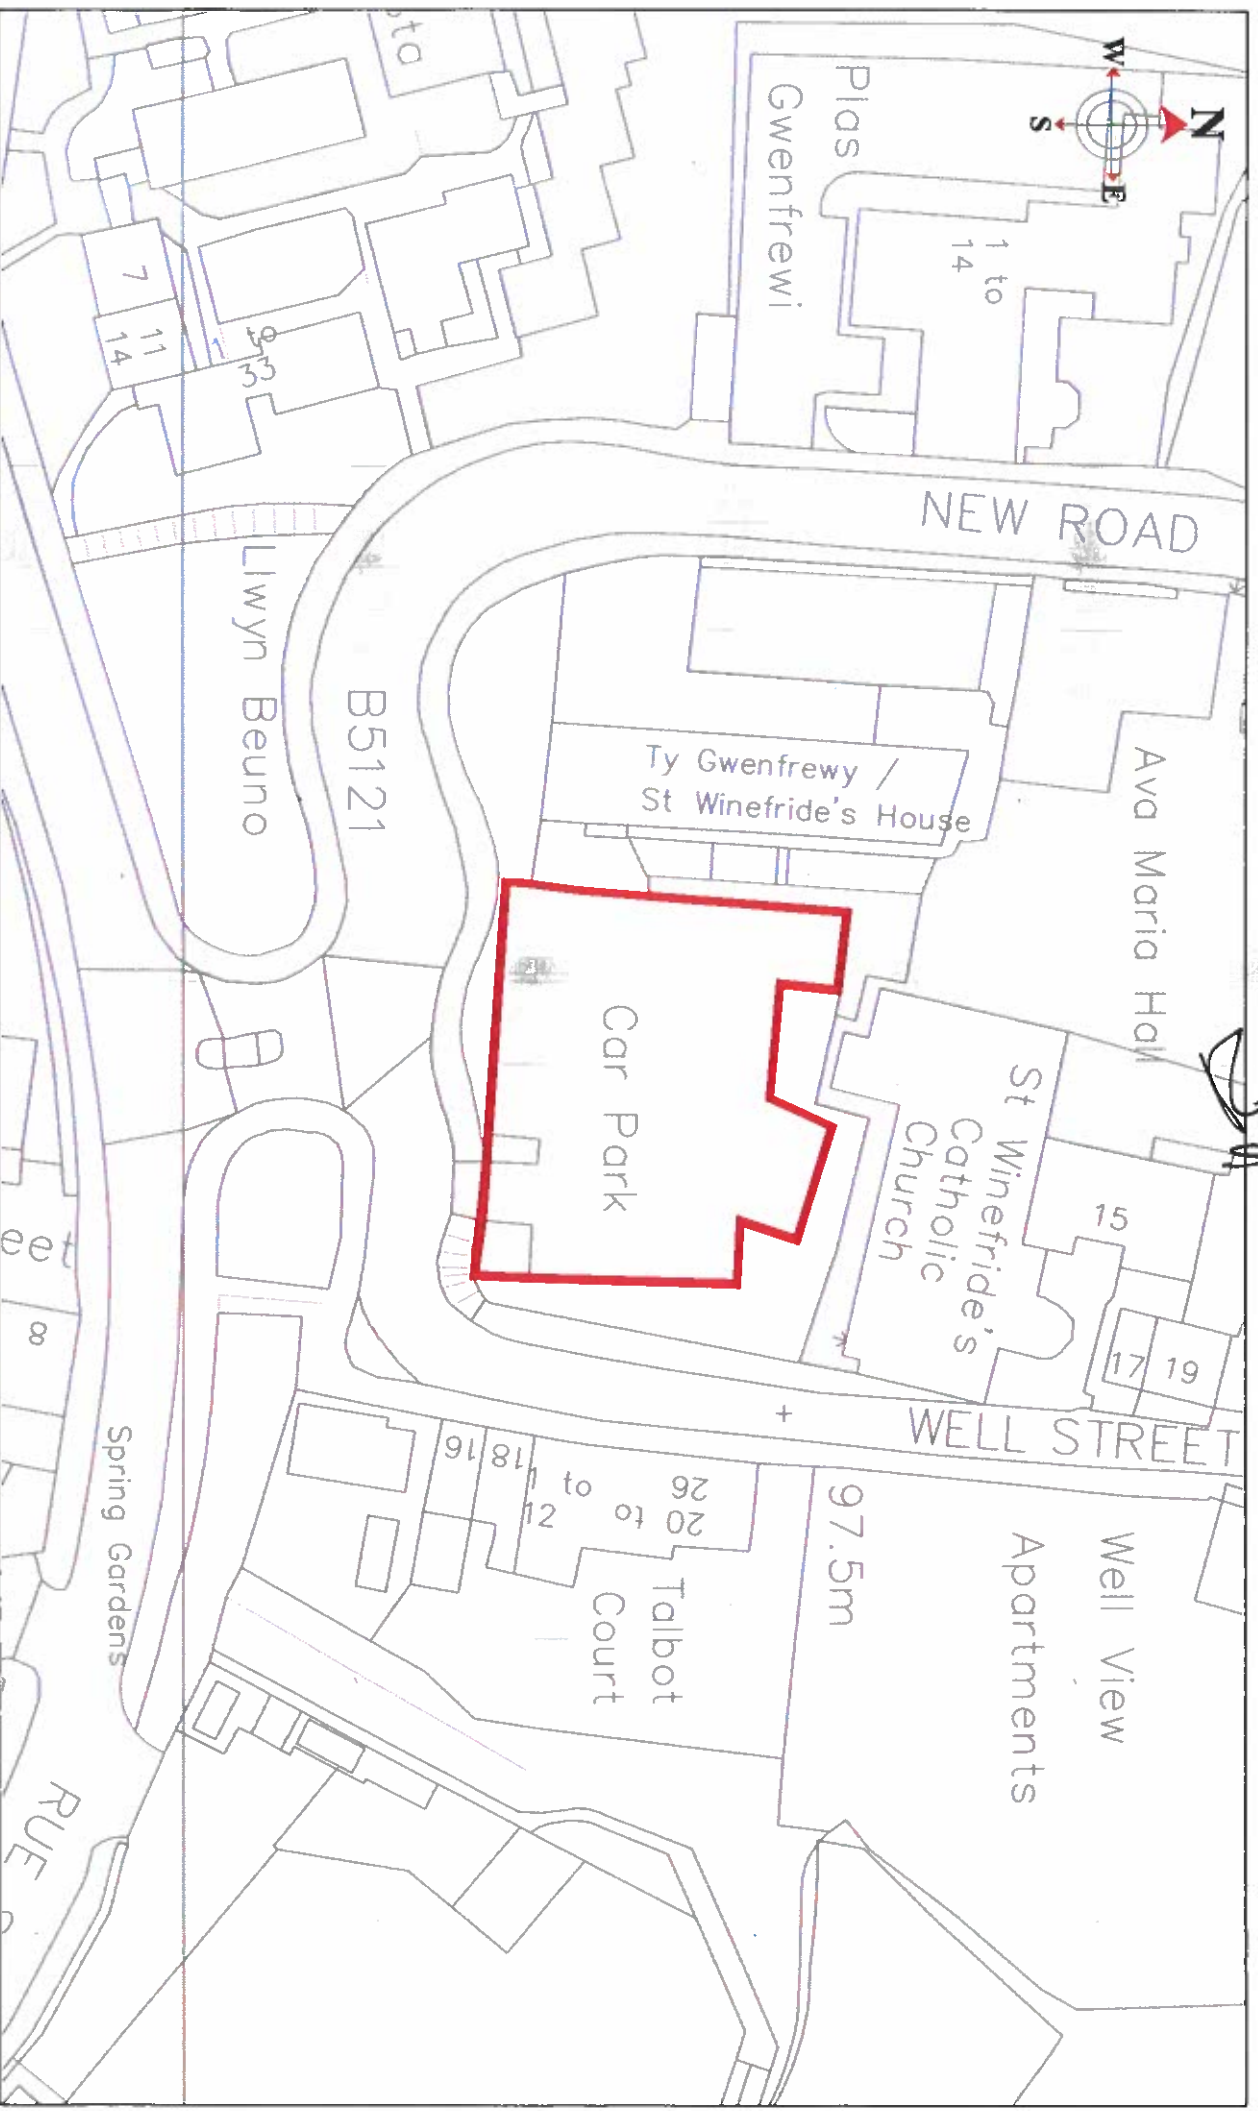 N
W
E
S
Plas
Gwenfrewi
1 to
14
NEW ROAD
Ava Maria Hall
Ty Gwenfrewy /
St Winefride's House
St Winefride's
Catholic
Church
15
17
19
WELL STREET
Car Park
B5121
Llwyn Beuno
7
11
14
33
97.5m
Well View
Apartments
16
18
1 to
12
20 to
26
Talbot
Court
Spring Gardens
eet
8
RUE